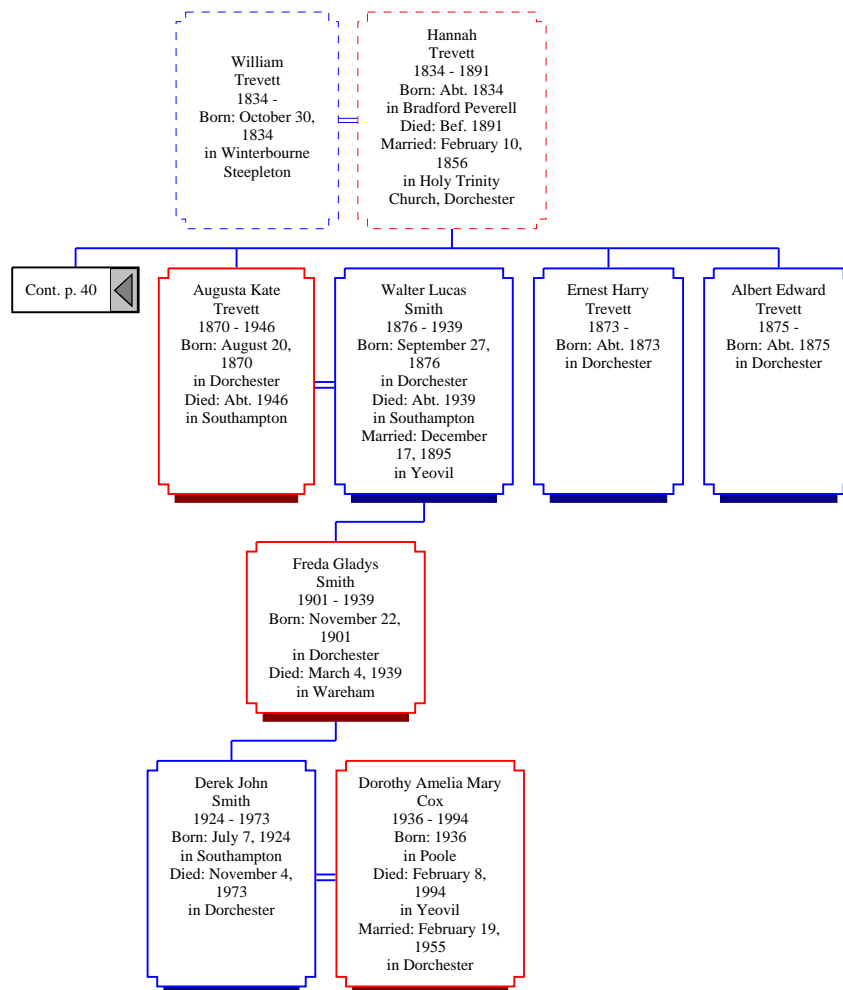 William
Trevett
1834 -
Born: October 30,
1834
in Winterbourne
Steepleton
Hannah
Trevett
1834 - 1891
Born: Abt. 1834
in Bradford Peverell
Died: Bef. 1891
Married: February 10,
1856
in Holy Trinity
Church, Dorchester
Cont. p. 40
Augusta Kate
Trevett
1870 - 1946
Born: August 20,
1870
in Dorchester
Died: Abt. 1946
in Southampton
Walter Lucas
Smith
1876 - 1939
Born: September 27,
1876
in Dorchester
Died: Abt. 1939
in Southampton
Married: December
17, 1895
in Yeovil
Ernest Harry
Trevett
1873 -
Born: Abt. 1873
in Dorchester
Albert Edward
Trevett
1875 -
Born: Abt. 1875
in Dorchester
Freda Gladys
Smith
1901 - 1939
Born: November 22,
1901
in Dorchester
Died: March 4, 1939
in Wareham
Derek John
Smith
1924 - 1973
Born: July 7, 1924
in Southampton
Died: November 4,
1973
in Dorchester
Dorothy Amelia Mary
Cox
1936 - 1994
Born: 1936
in Poole
Died: February 8,
1994
in Yeovil
Married: February 19,
1955
in Dorchester